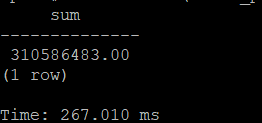 sum
--------------
310586483.00
(1 row)
Time: 267.010 ms